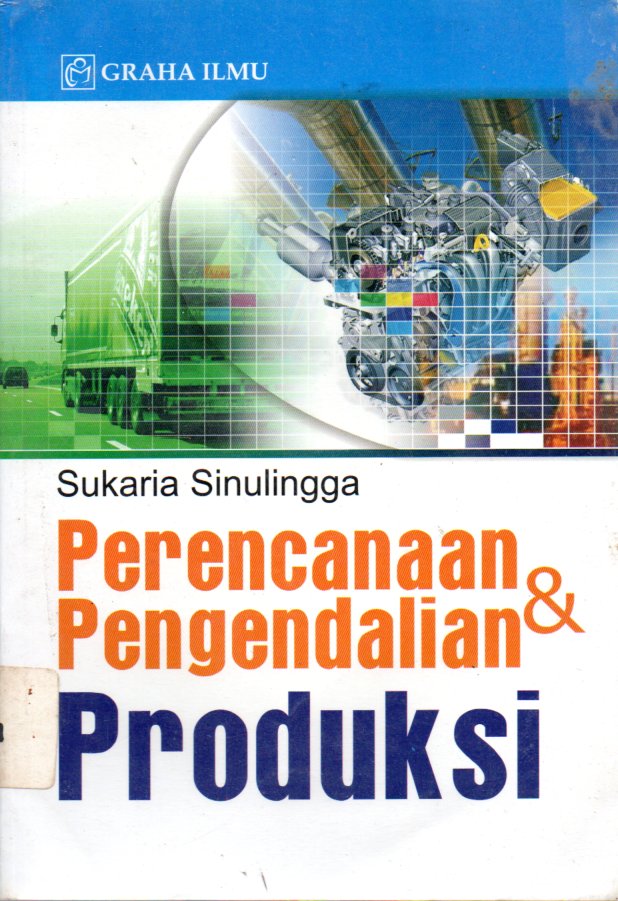 GRAHA ILMU
Sukaria Sinulingga
Perencanaan
& Pengendalian
Produksi